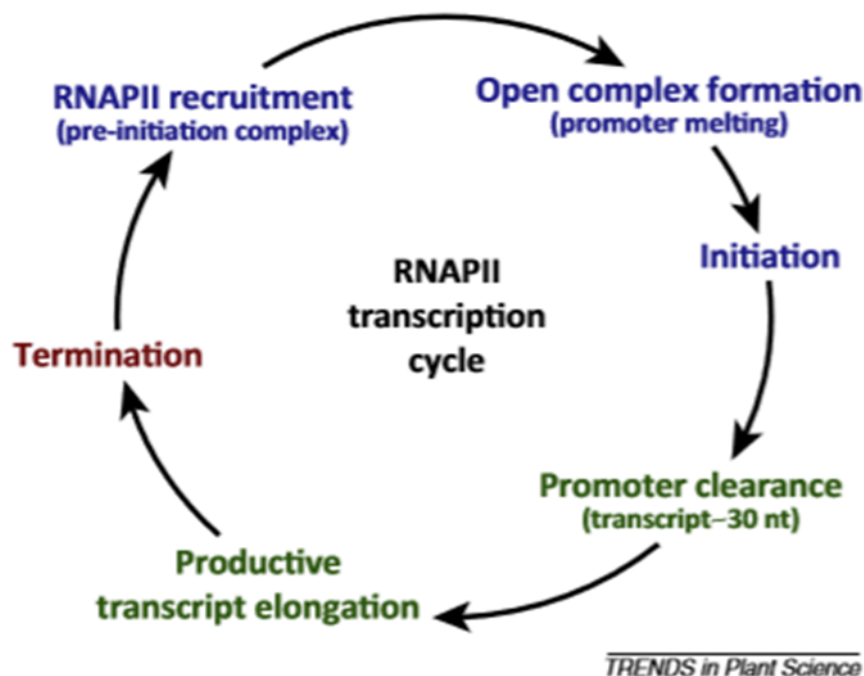 RNAPII recruitment
(pre-initiation complex)
Open complex formation
(promoter melting)
Initiation
RNAPII
transcription
cycle
Termination
Promoter clearance
(transcript–30 nt)
Productive
transcript elongation
TRENDS in Plant Science